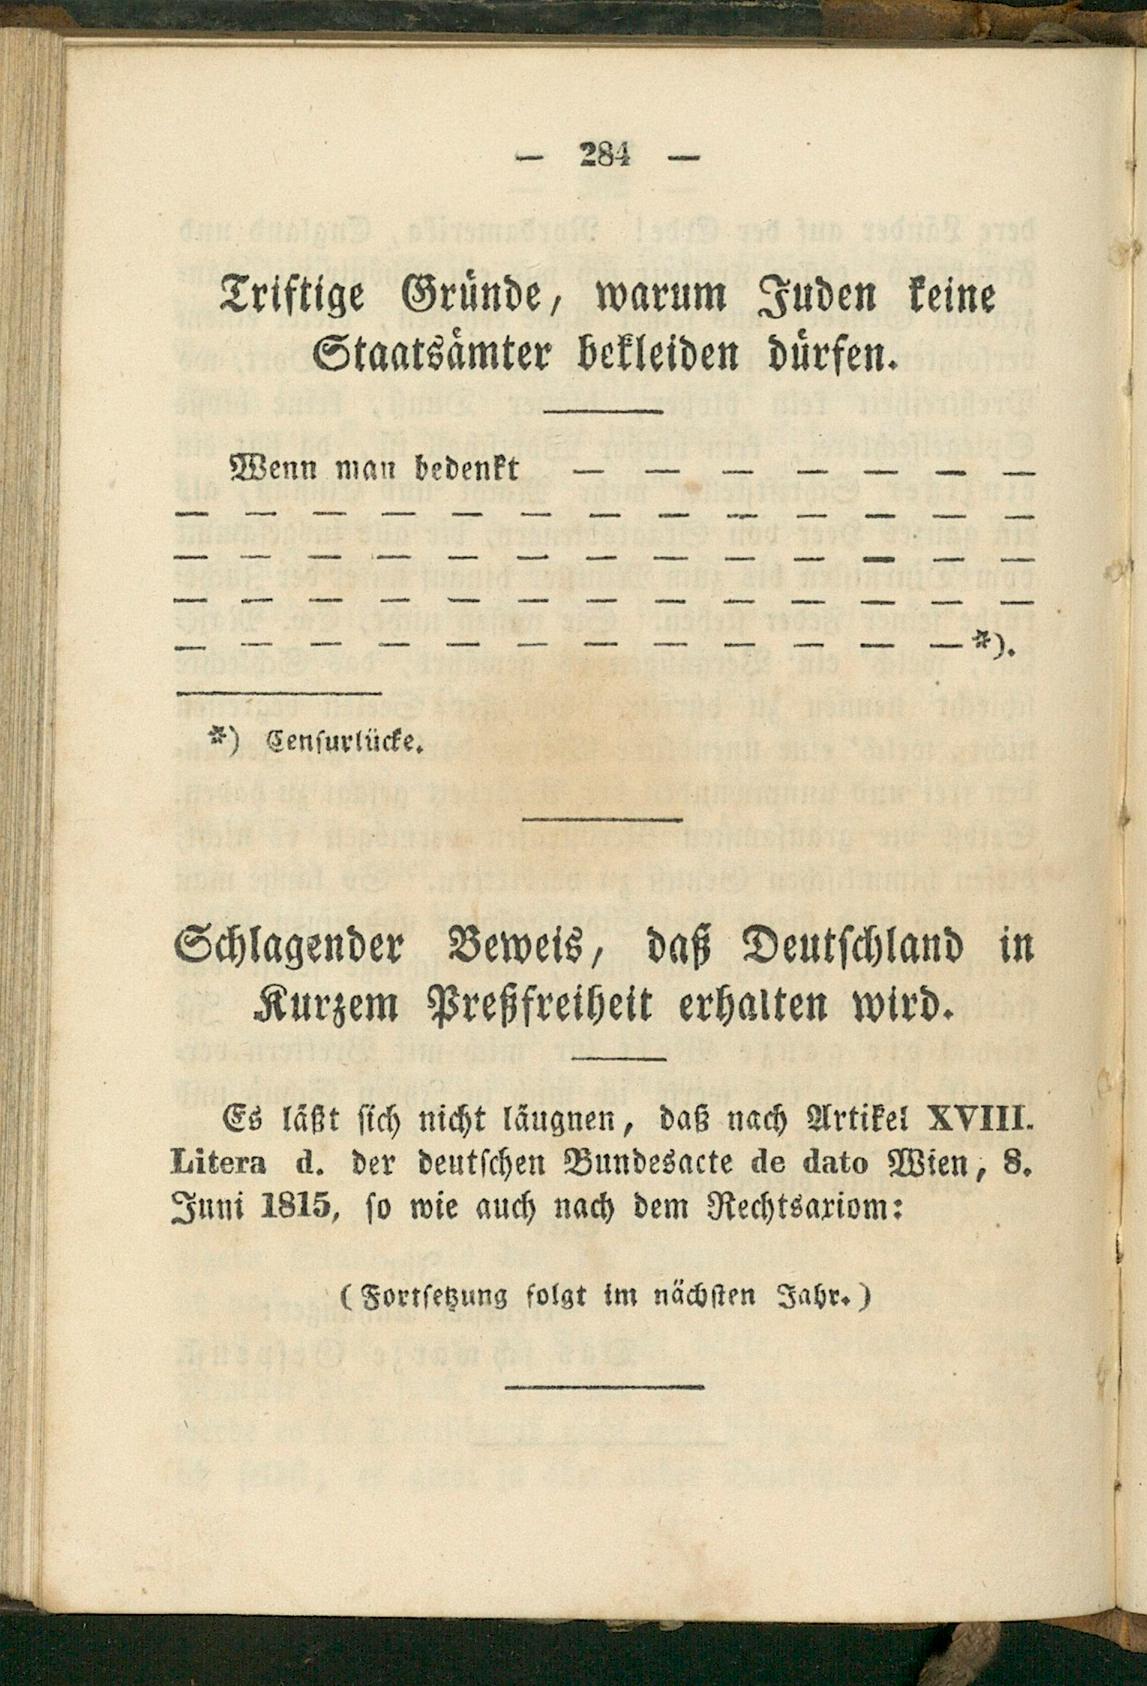 — 284 —
Triftige Gründe, warum Juden keine
Staatsämter bekleiden dürfen.
Wenn man bedenkt — — — — — — —
— — — — — — — — — — — — —
— — — — — — — — — — — — —
— — — — — — — — — — — — —
— — — — — — — — — — — — *).
*) Censurlücke.
Schlagender Beweis, daß Deutschland in
Kurzem Preßfreiheit erhalten wird.
Es läßt sich nicht läugnen, daß nach Artikel XVIII.
Litera d. der deutschen Bundesacte de dato Wien, 8.
Juni 1815, so wie auch nach dem Rechtsaxiom:
(Fortsetzung folgt im nächsten Jahr.)